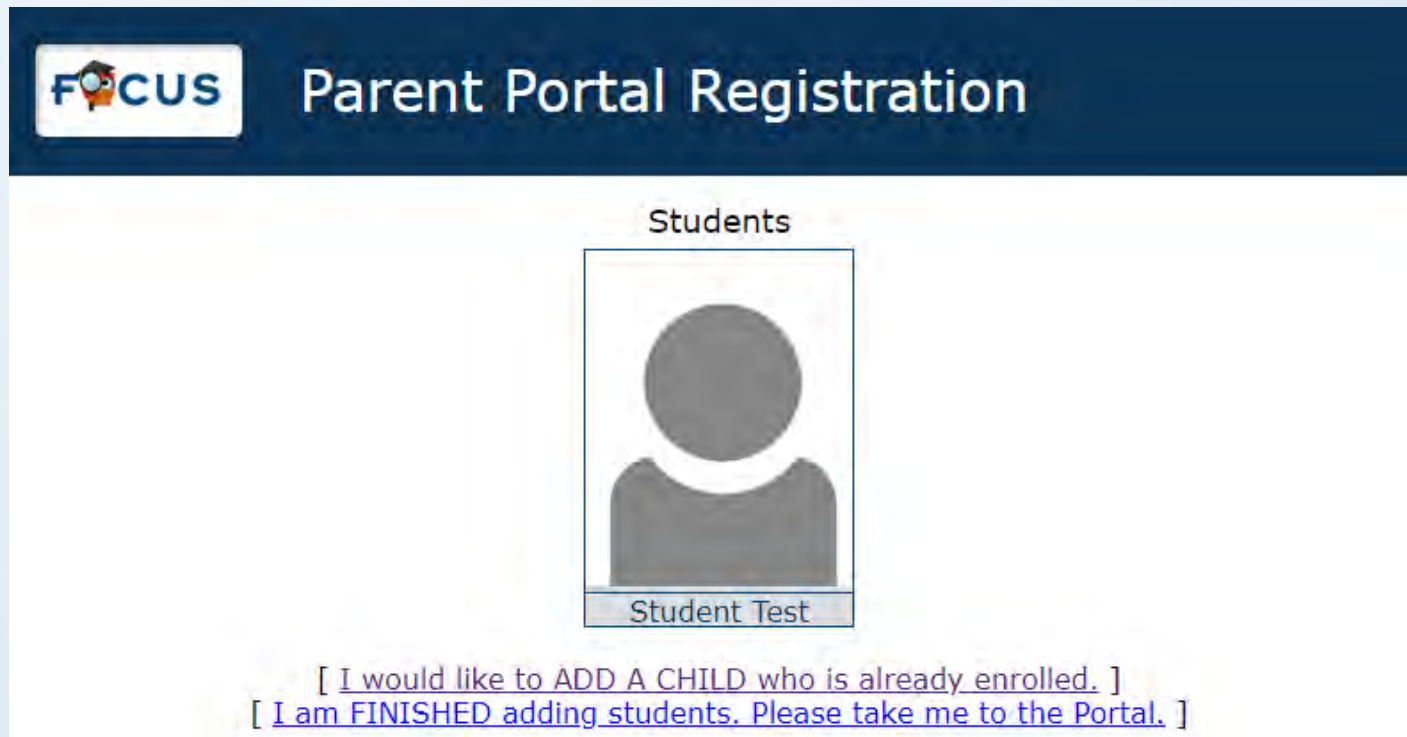 FOCUS
Parent Portal Registration
Students
Student Test
[ I would like to ADD A CHILD who is already enrolled. ]
[ I am FINISHED adding students. Please take me to the Portal. ]